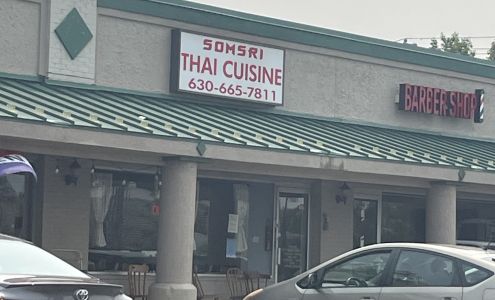 SOMSRI
THAI CUISINE
630-665-7811
BARBER SHOP